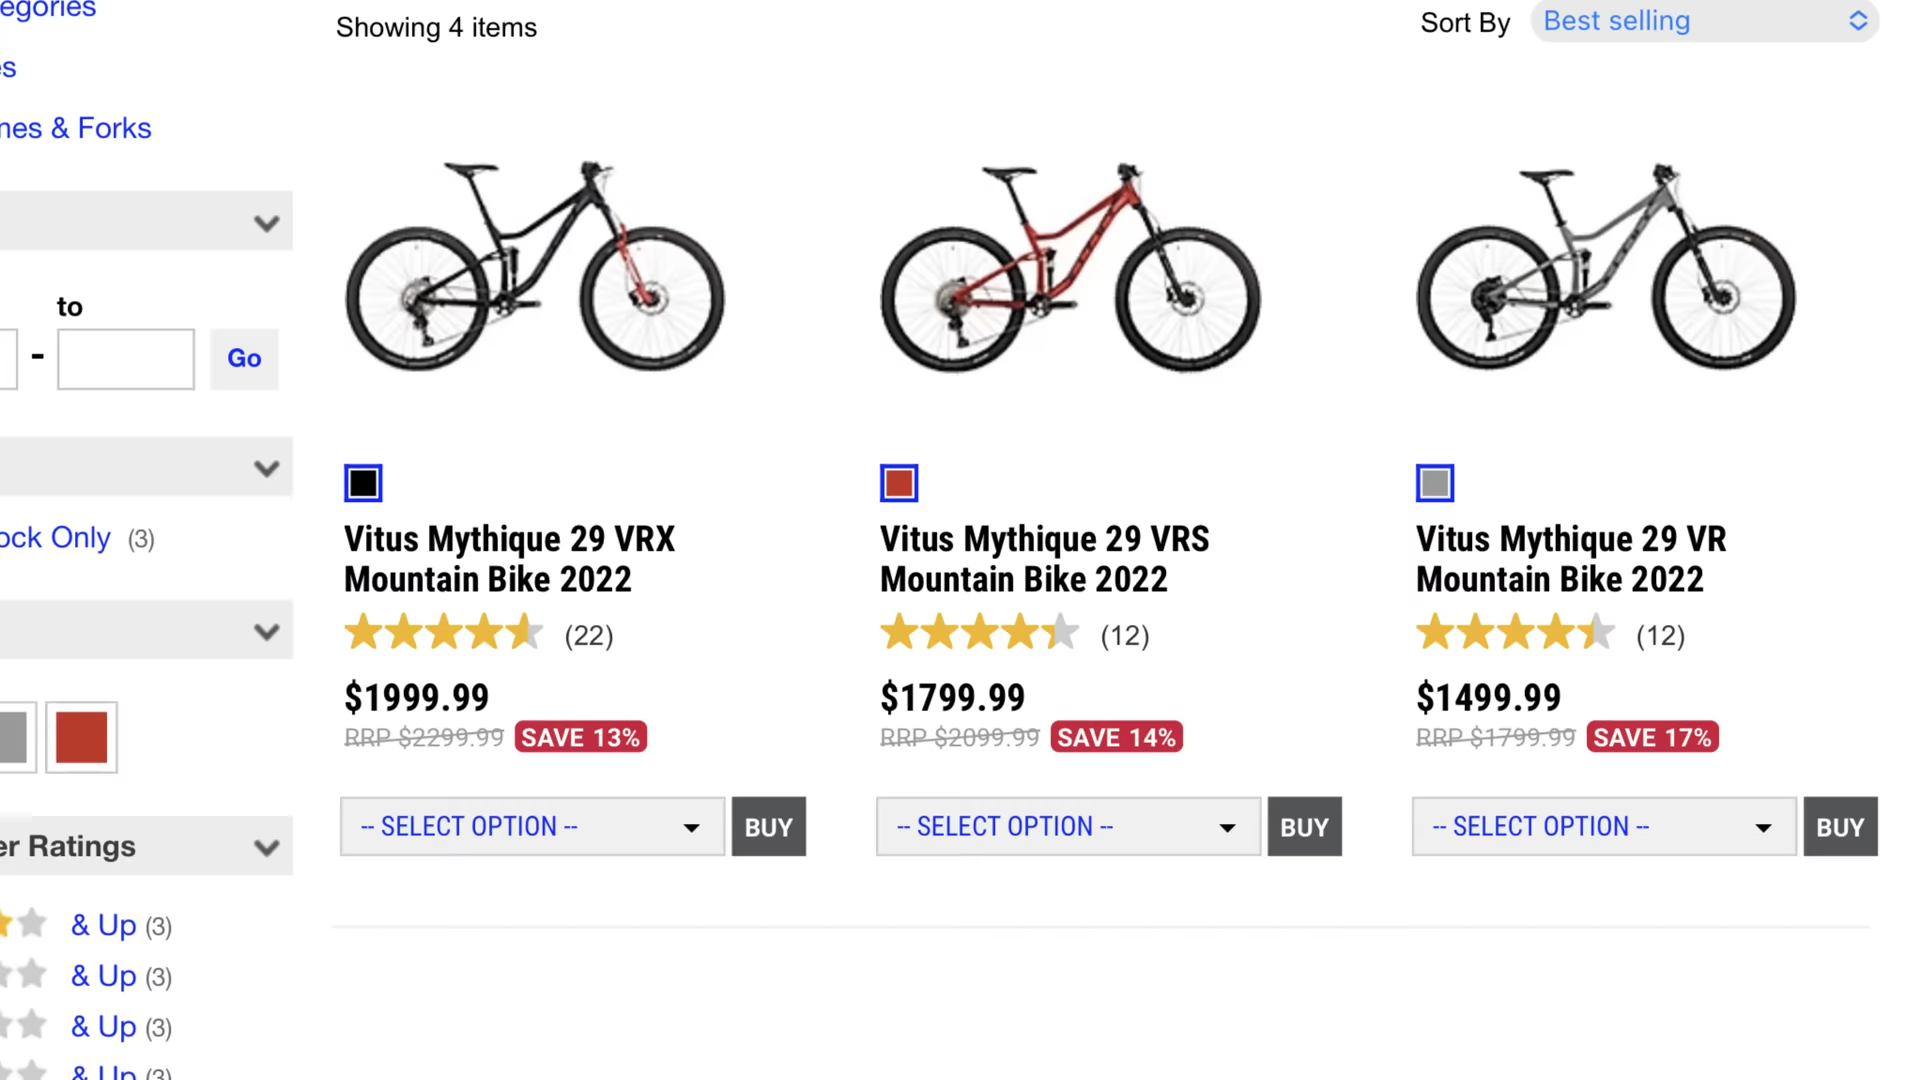 egories
Showing 4 items
Sort By
Best selling
es
mes & Forks
to
-
Go
ock Only (3)
Vitus Mythique 29 VRX
Mountain Bike 2022
(22)
$1999.99
RRP $2299.99 SAVE 13%
-- SELECT OPTION --
BUY
Vitus Mythique 29 VRS
Mountain Bike 2022
(12)
$1799.99
RRP $2099.99 SAVE 14%
-- SELECT OPTION --
BUY
Vitus Mythique 29 VR
Mountain Bike 2022
(12)
$1499.99
RRP $1799.99 SAVE 17%
-- SELECT OPTION --
BUY
er Ratings
& Up (3)
& Up (3)
& Up (3)
& Up (3)